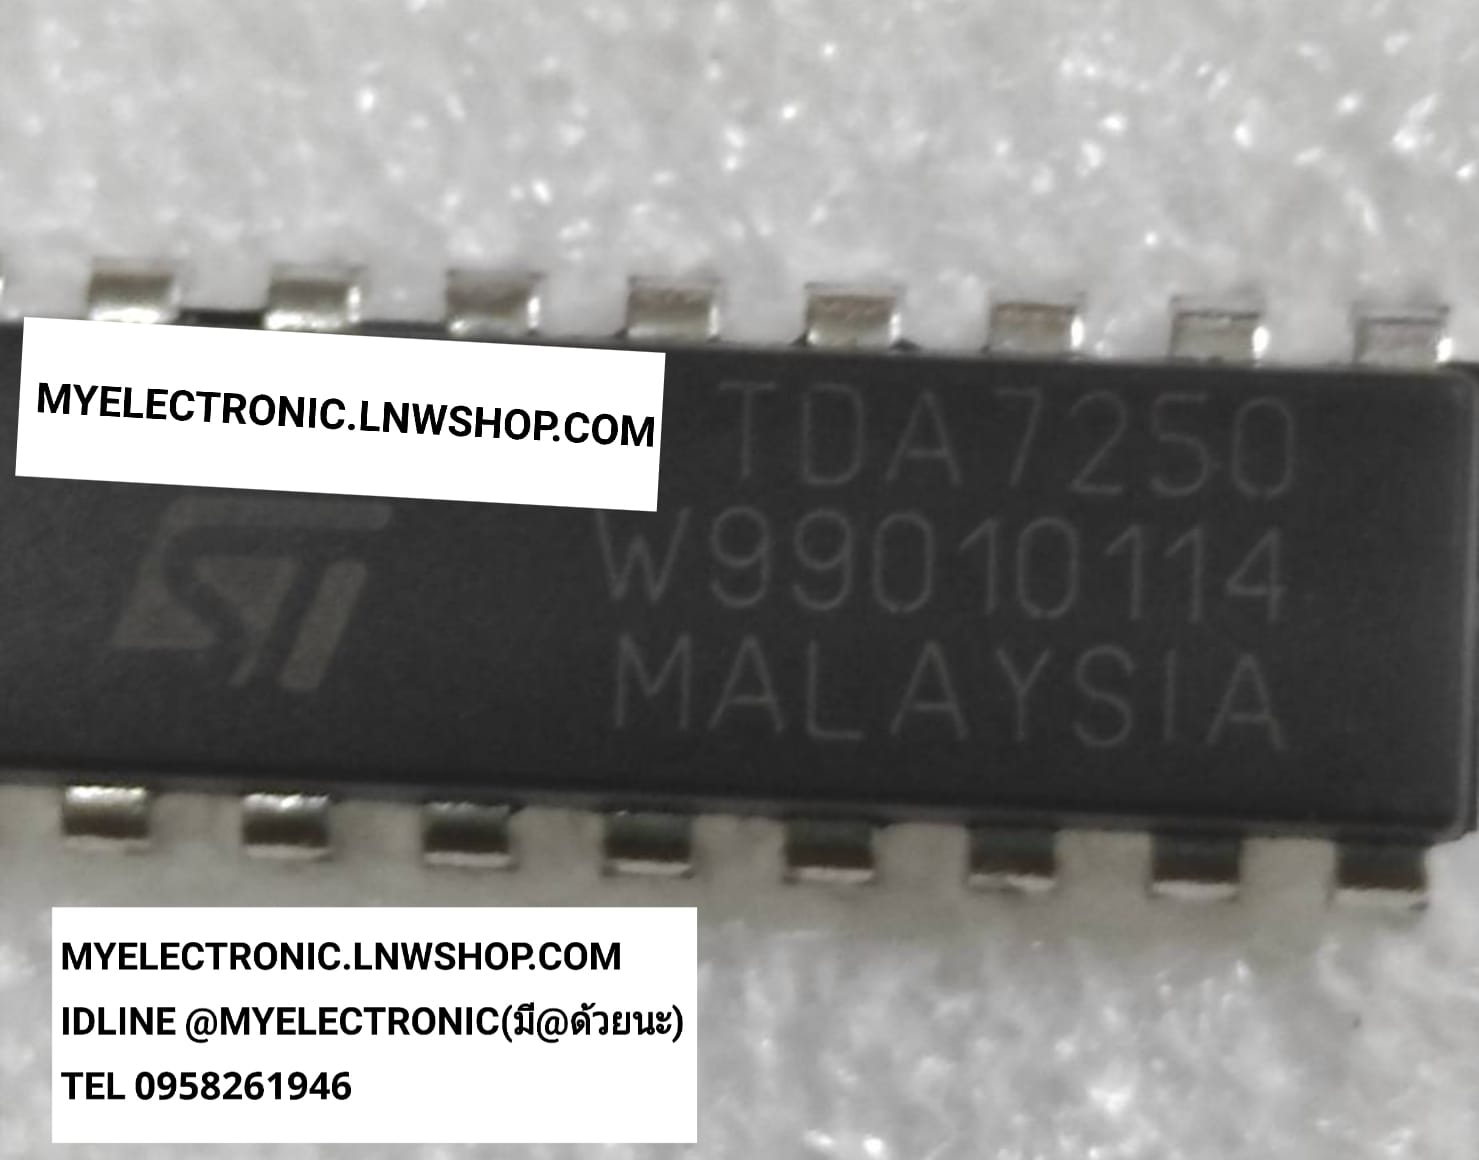 MYELECTRONIC.LNWSHOP.COM
TDA7250
ST
W99010114
MALAYSIA
MYELECTRONIC.LNWSHOP.COM
IDLINE @MYELECTRONIC(มี@ด้วยนะ)
TEL 0958261946